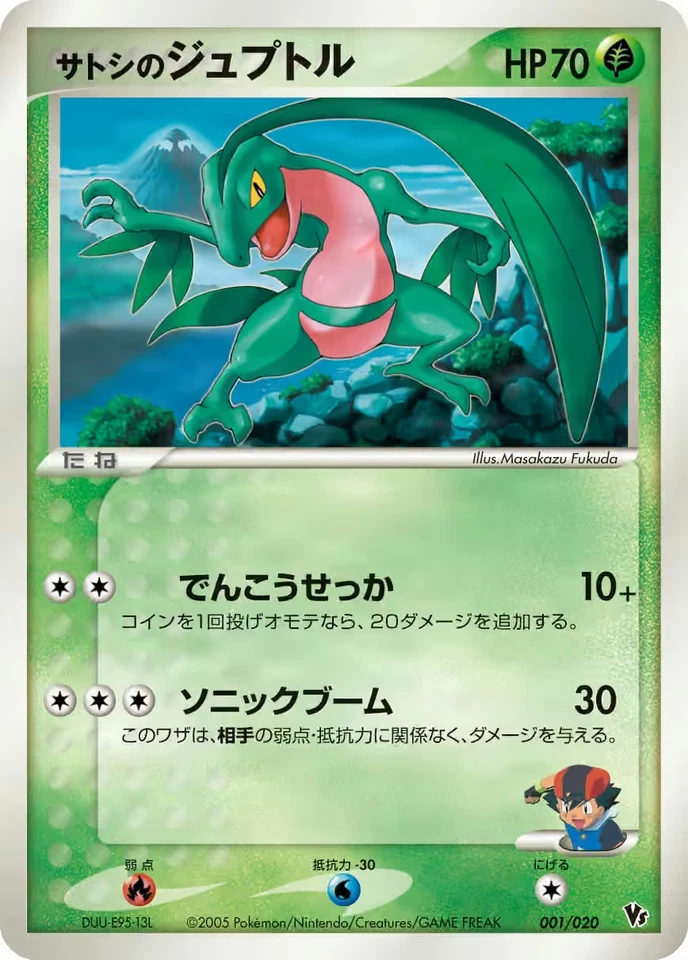 サトシのジュプトル HP70
たね Illus.Masakazu Fukuda
でんこうせっか 10+
コインを1回投げオモテなら、20ダメージを追加する。
ソニックブーム 30
このワザは、相手の弱点・抵抗力に関係なく、ダメージを与える。
弱点 抵抗力 -30 にげる
DUU-E95-13L ©2005 Pokémon/Nintendo/Creatures/GAME FREAK 001/020 Vs